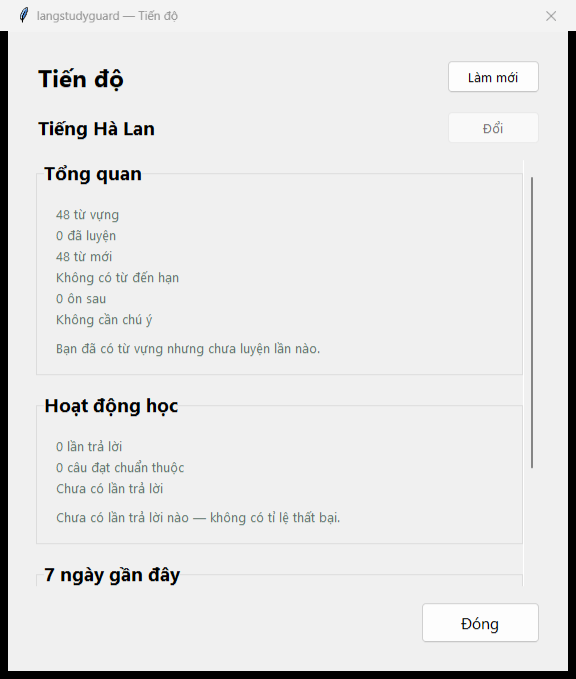 langstudyguard — Tiến độ
Tiến độ
Làm mới
Tiếng Hà Lan
Đổi
Tổng quan
48 từ vựng
0 đã luyện
48 từ mới
Không có từ đến hạn
0 ôn sau
Không cần chú ý
Bạn đã có từ vựng nhưng chưa luyện lần nào.
Hoạt động học
0 lần trả lời
0 câu đạt chuẩn thuộc
Chưa có lần trả lời
Chưa có lần trả lời nào — không có tỉ lệ thất bại.
7 ngày gần đây
Đóng